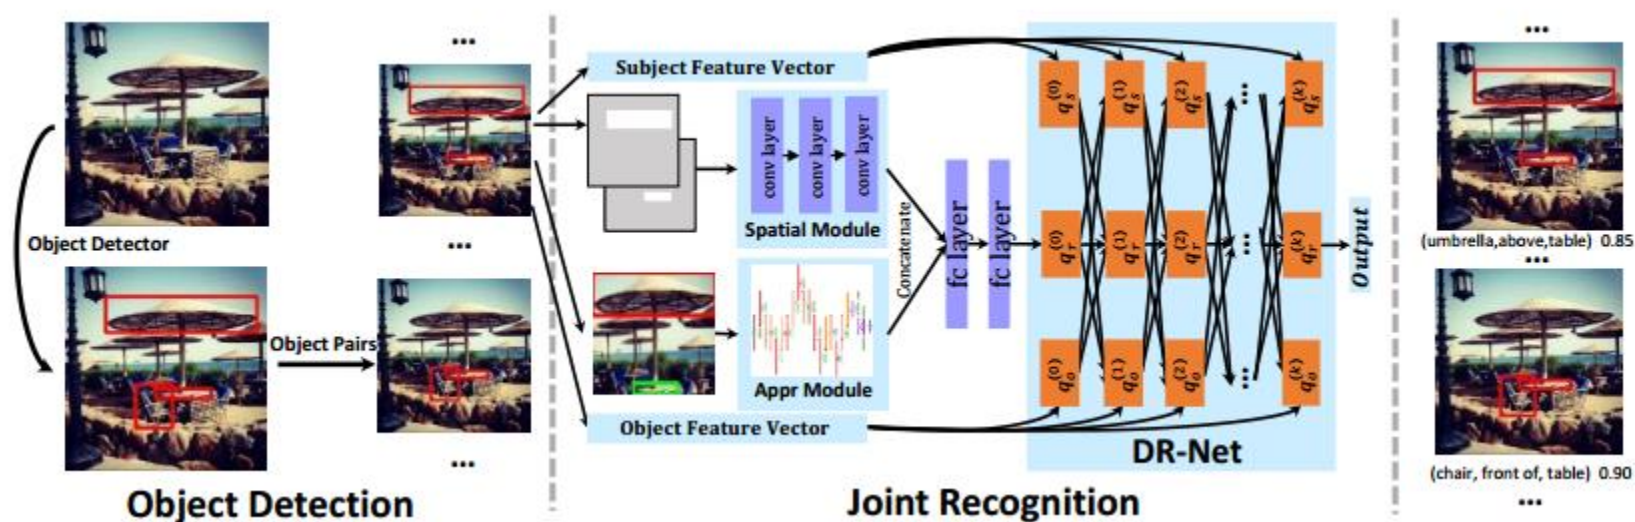 Object Detector
Object Pairs
...
...
...
...
Object Detection
Subject Feature Vector
conv layer
conv layer
conv layer
Spatial Module
Appr Module
Object Feature Vector
Concatenate
fc layer
fc layer
q_s^(0) q_s^(1) q_s^(2) ... q_s^(k)
q_r^(0) q_r^(1) q_r^(2) ... q_r^(k)
q_o^(0) q_o^(1) q_o^(2) ... q_o^(k)
DR-Net
Output
Joint Recognition
...
(umbrella,above,table) 0.85
...
(chair, front of, table) 0.90
...